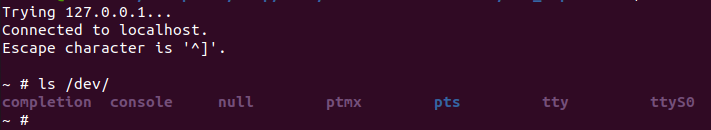 Trying 127.0.0.1...
Connected to localhost.
Escape character is '^]'.
~ # ls /dev/
completion console null ptmx pts tty ttyS0
~ #